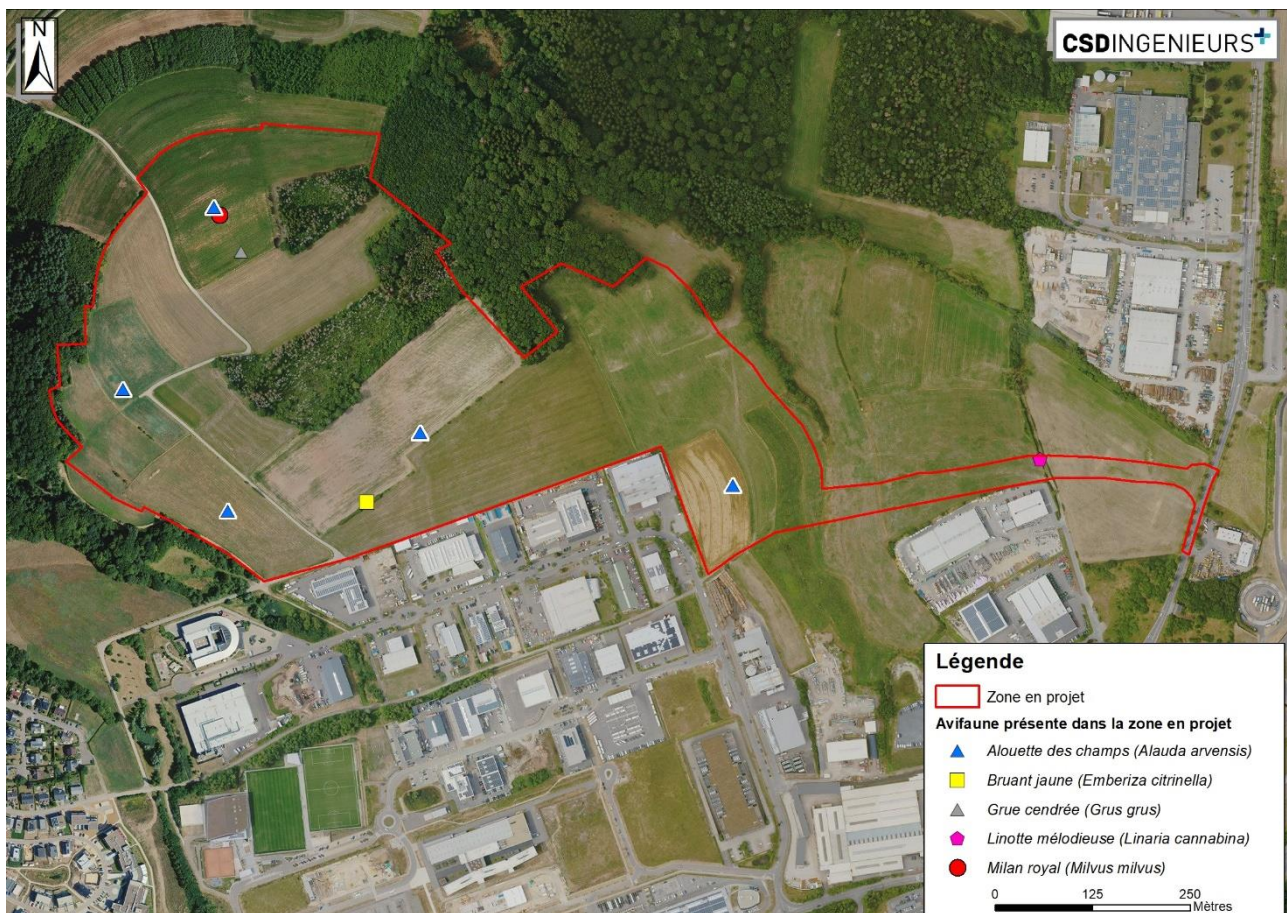 N
CSDINGENIEURS+
Légende
Zone en projet
Avifaune présente dans la zone en projet
Alouette des champs (Alauda arvensis)
Bruant jaune (Emberiza citrinella)
Grue cendrée (Grus grus)
Linotte mélodieuse (Linaria cannabina)
Milan royal (Milvus milvus)
0 125 250
Mètres